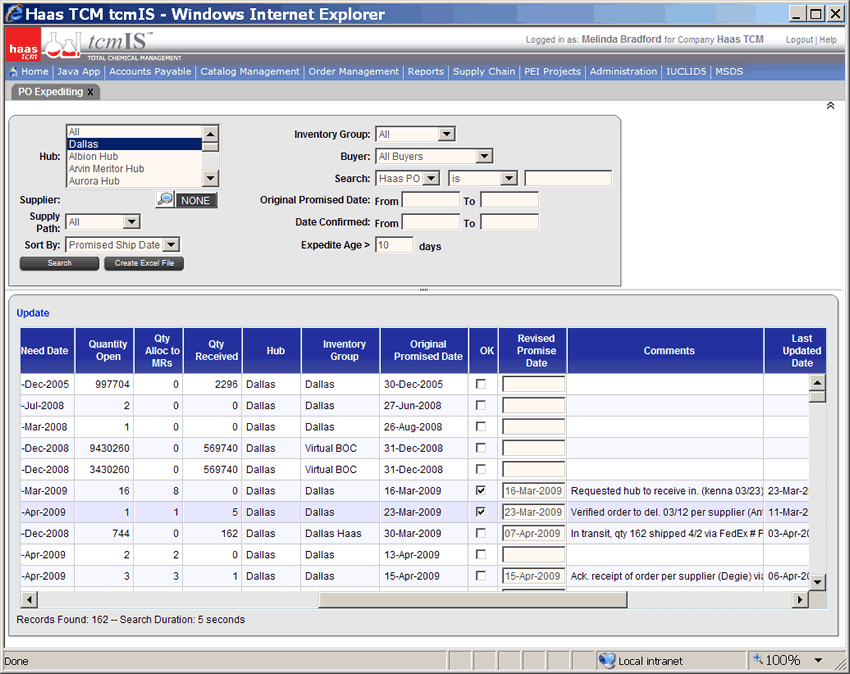 Haas TCM tcmIS - Windows Internet Explorer
haas tcm
tcmIS™
TOTAL CHEMICAL MANAGEMENT
Logged in as: Melinda Bradford for Company Haas TCM Logout | Help
Home | Java App | Accounts Payable | Catalog Management | Order Management | Reports | Supply Chain | PEI Projects | Administration | IUCLID5 | MSDS
PO Expediting x
Hub: All
Dallas
Albion Hub
Arvin Meritor Hub
Aurora Hub
Inventory Group: All
Buyer: All Buyers
Search: Haas PO is
Supplier: NONE
Original Promised Date: From To
Supply Path: All
Date Confirmed: From To
Sort By: Promised Ship Date
Expedite Age > 10 days
Search Create Excel File
Update
Need Date Quantity Open Qty Alloc to MRs Qty Received Hub Inventory Group Original Promised Date OK Revised Promise Date Comments Last Updated Date
-Dec-2005 997704 0 2296 Dallas Dallas 30-Dec-2005
-Jul-2008 2 0 0 Dallas Dallas 27-Jun-2008
-Mar-2008 1 0 0 Dallas Dallas 26-Aug-2008
-Dec-2008 9430260 0 569740 Dallas Virtual BOC 31-Dec-2008
-Dec-2008 3430260 0 569740 Dallas Virtual BOC 31-Dec-2008
-Mar-2009 16 8 0 Dallas Dallas 16-Mar-2009 16-Mar-2009 Requested hub to receive in. (kenna 03/23) 23-Mar-2
-Apr-2009 1 1 5 Dallas Dallas 23-Mar-2009 23-Mar-2009 Verified order to del. 03/12 per supplier (An 11-Mar-2
-Dec-2008 744 0 162 Dallas Dallas Haas 30-Mar-2009 07-Apr-2009 In transit, qty 162 shipped 4/2 via FedEx # F 03-Apr-20
-Apr-2009 2 2 0 Dallas Dallas 13-Apr-2009
-Apr-2009 3 3 1 Dallas Dallas 15-Apr-2009 15-Apr-2009 Ack. receipt of order per supplier (Degie) via 06-Apr-20
Records Found: 162 -- Search Duration: 5 seconds
Done Local intranet 100%